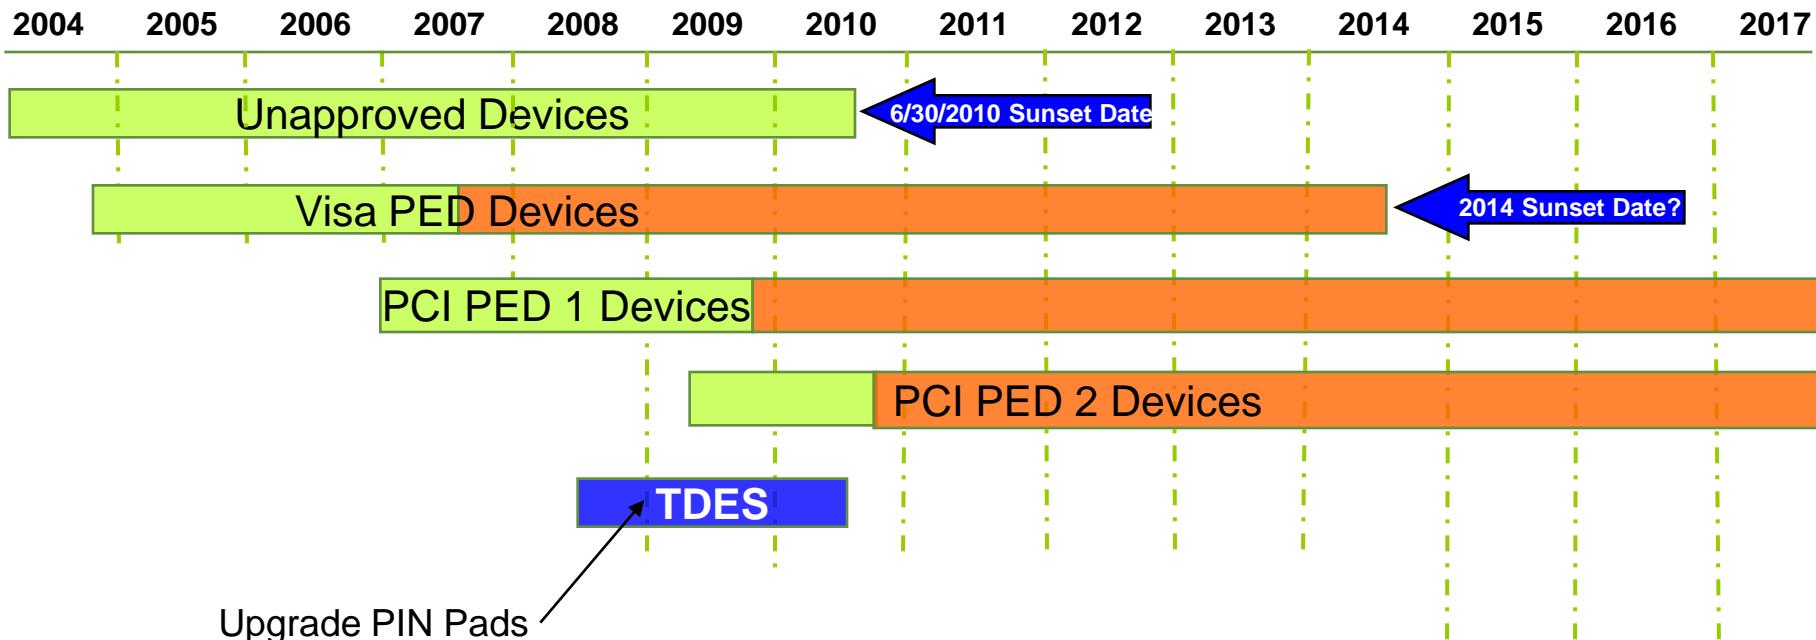 2004 2005 2006 2007 2008 2009 2010 2011 2012 2013 2014 2015 2016 2017
Unapproved Devices
6/30/2010 Sunset Date
Visa PED Devices
2014 Sunset Date?
PCI PED 1 Devices
PCI PED 2 Devices
TDES
Upgrade PIN Pads